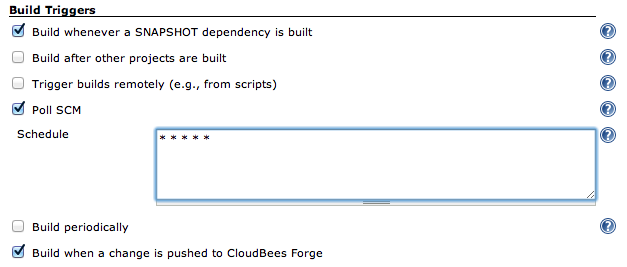 Build Triggers
Build whenever a SNAPSHOT dependency is built
Build after other projects are built
Trigger builds remotely (e.g., from scripts)
Poll SCM
Schedule
* * * * *
Build periodically
Build when a change is pushed to CloudBees Forge